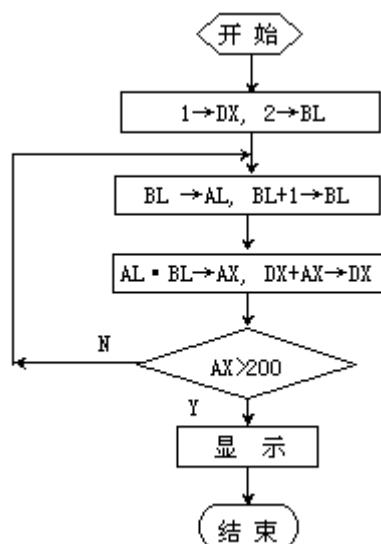 开 始
1→DX, 2→BL
BL →AL, BL+1→BL
AL·BL→AX, DX+AX→DX
N
AX>200
Y
显 示
结 束